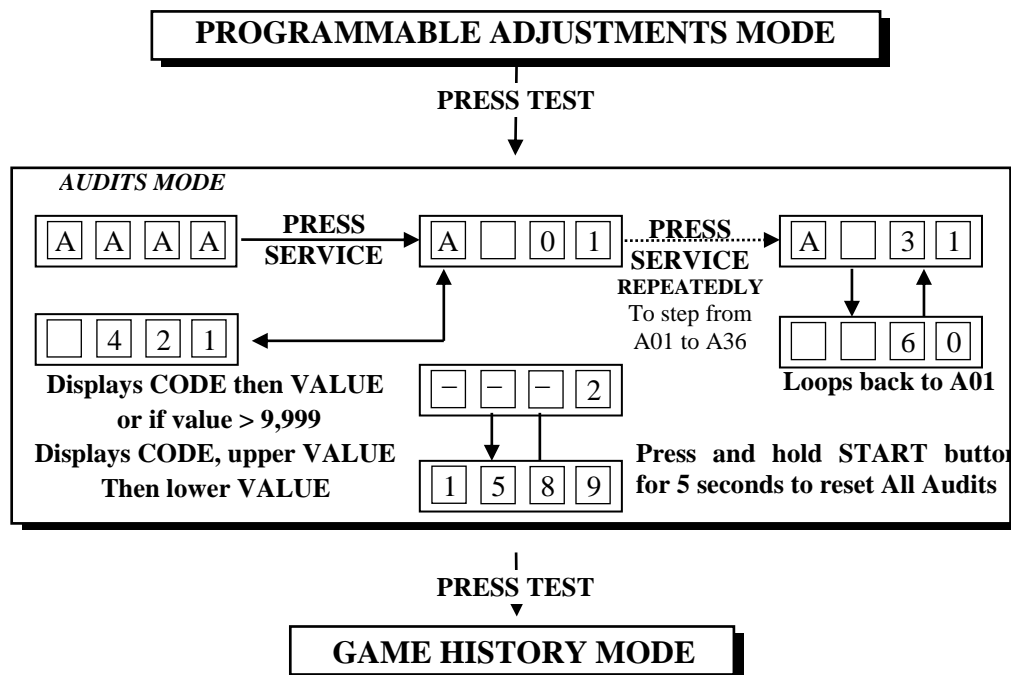 PROGRAMMABLE ADJUSTMENTS MODE
PRESS TEST
AUDITS MODE
A A A A
PRESS
SERVICE
A 0 1
PRESS
SERVICE
REPEATEDLY
To step from
A01 to A36
A 3 1
4 2 1
6 0
Displays CODE then VALUE
or if value > 9,999
Displays CODE, upper VALUE
Then lower VALUE
– – – 2
1 5 8 9
Loops back to A01
Press and hold START button
for 5 seconds to reset All Audits
PRESS TEST
GAME HISTORY MODE